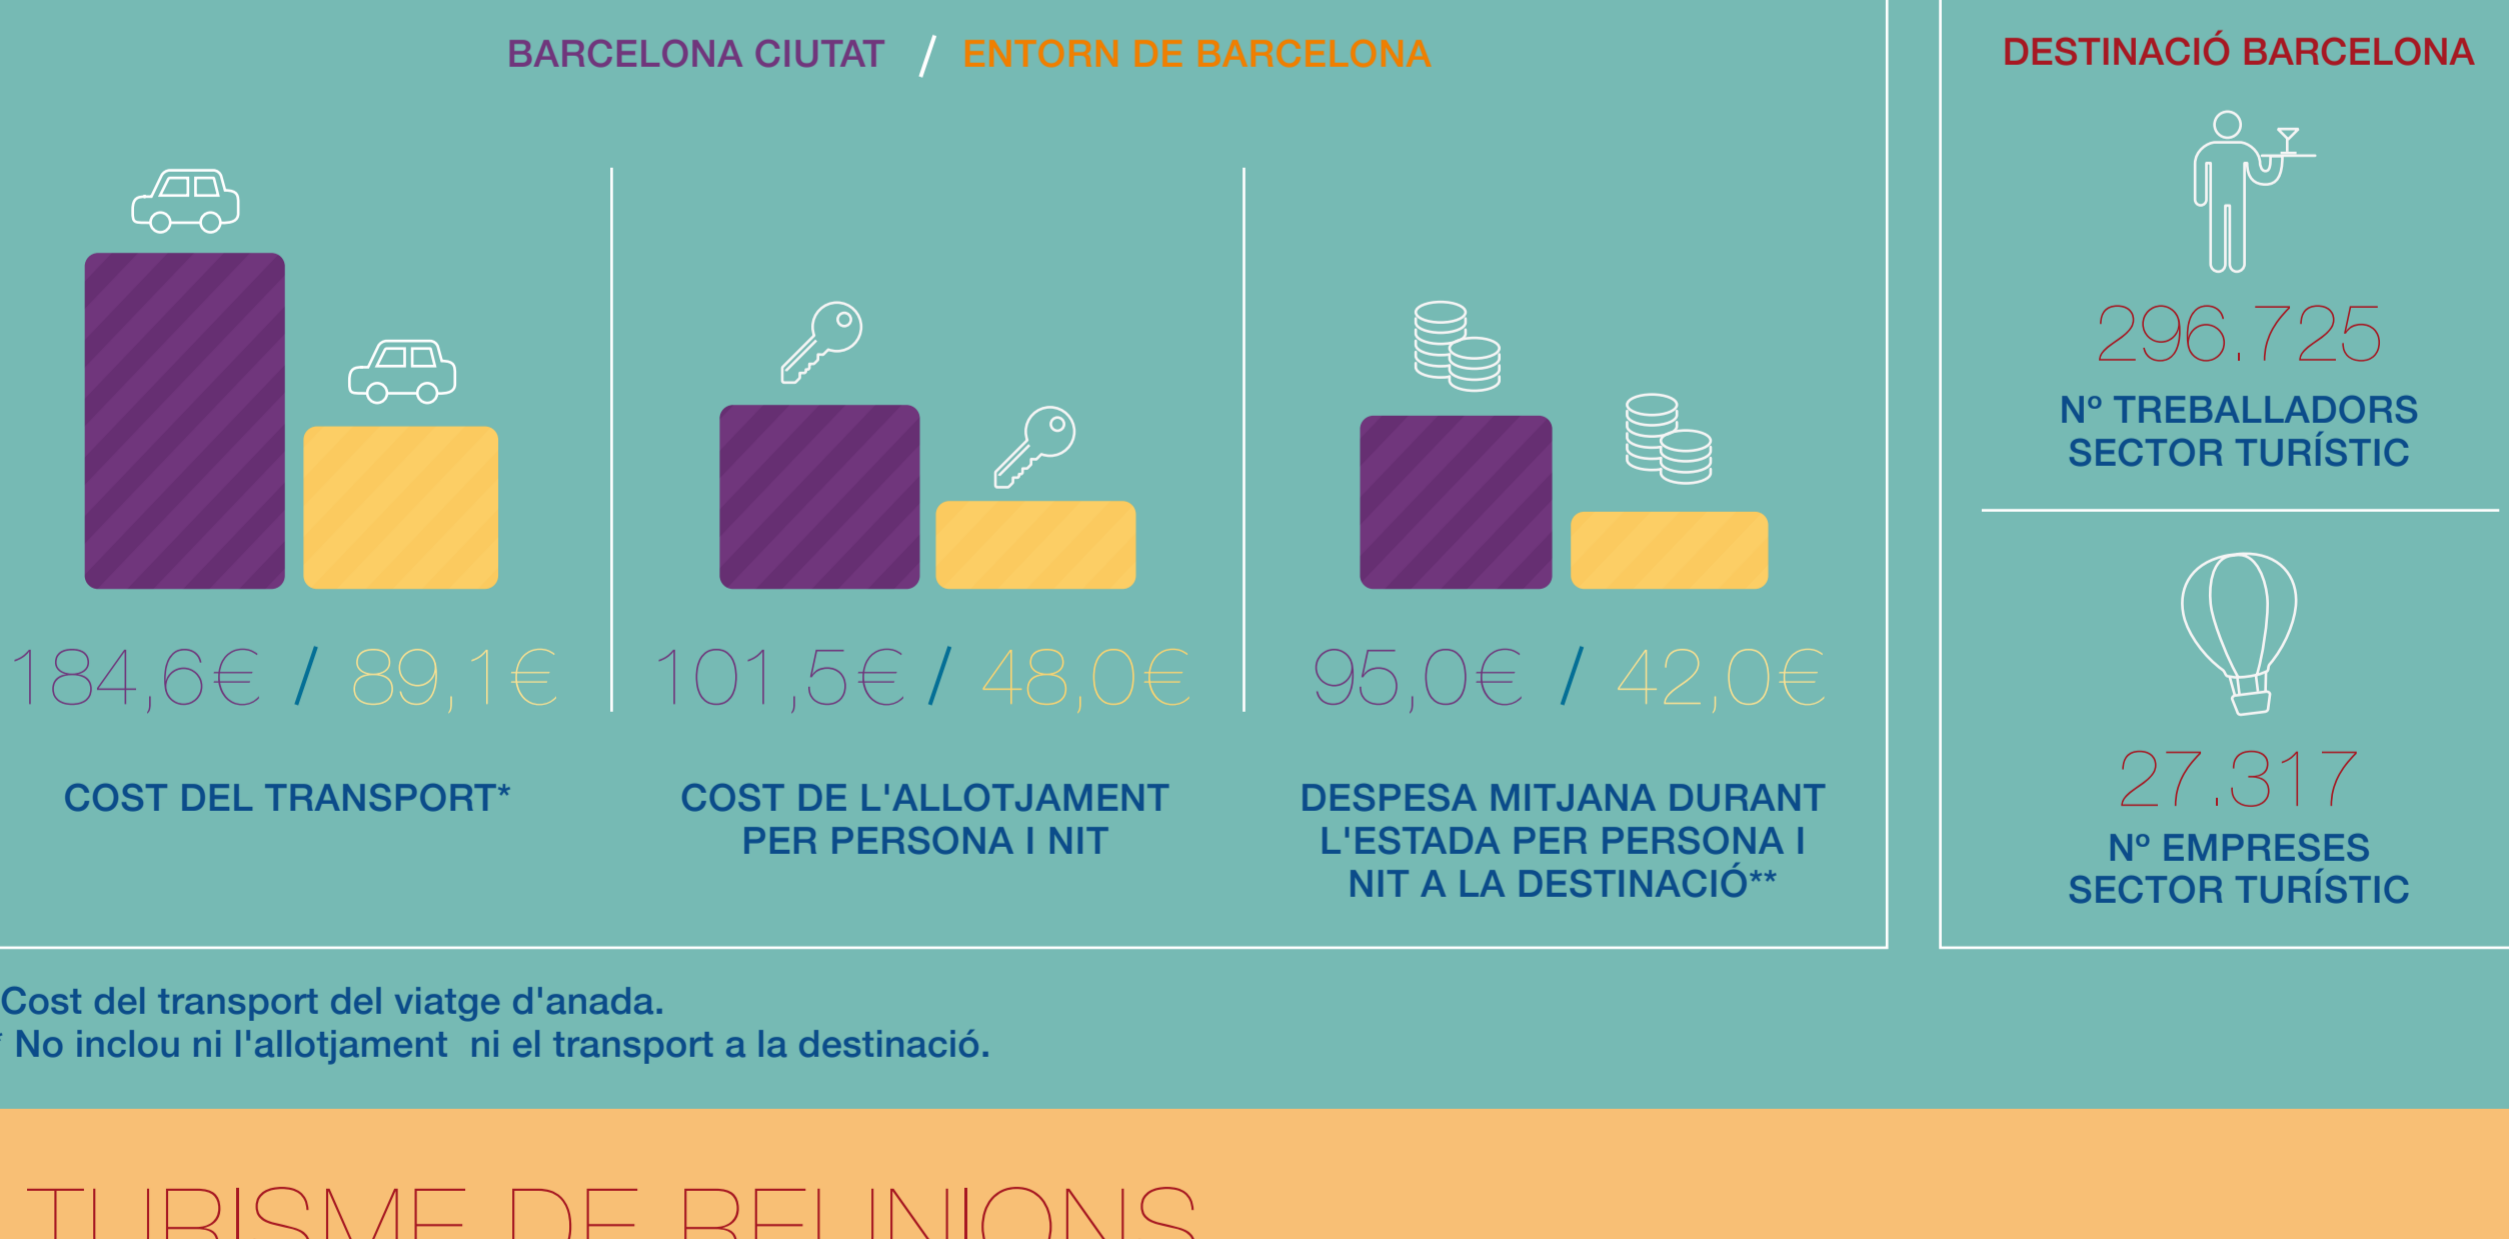 BARCELONA CIUTAT / ENTORN DE BARCELONA
184,6€ / 89,1€
COST DEL TRANSPORT*
101,5€ / 48,0€
COST DE L'ALLOTJAMENT
PER PERSONA I NIT
95,0€ / 42,0€
DESPESA MITJANA DURANT
L'ESTADA PER PERSONA I
NIT A LA DESTINACIÓ**
DESTINACIÓ BARCELONA
296.725
Nº TREBALLADORS
SECTOR TURÍSTIC
27.317
Nº EMPRESES
SECTOR TURÍSTIC
Cost del transport del viatge d'anada.
* No inclou ni l'allotjament ni el transport a la destinació.
TURISME DE REUNIONS